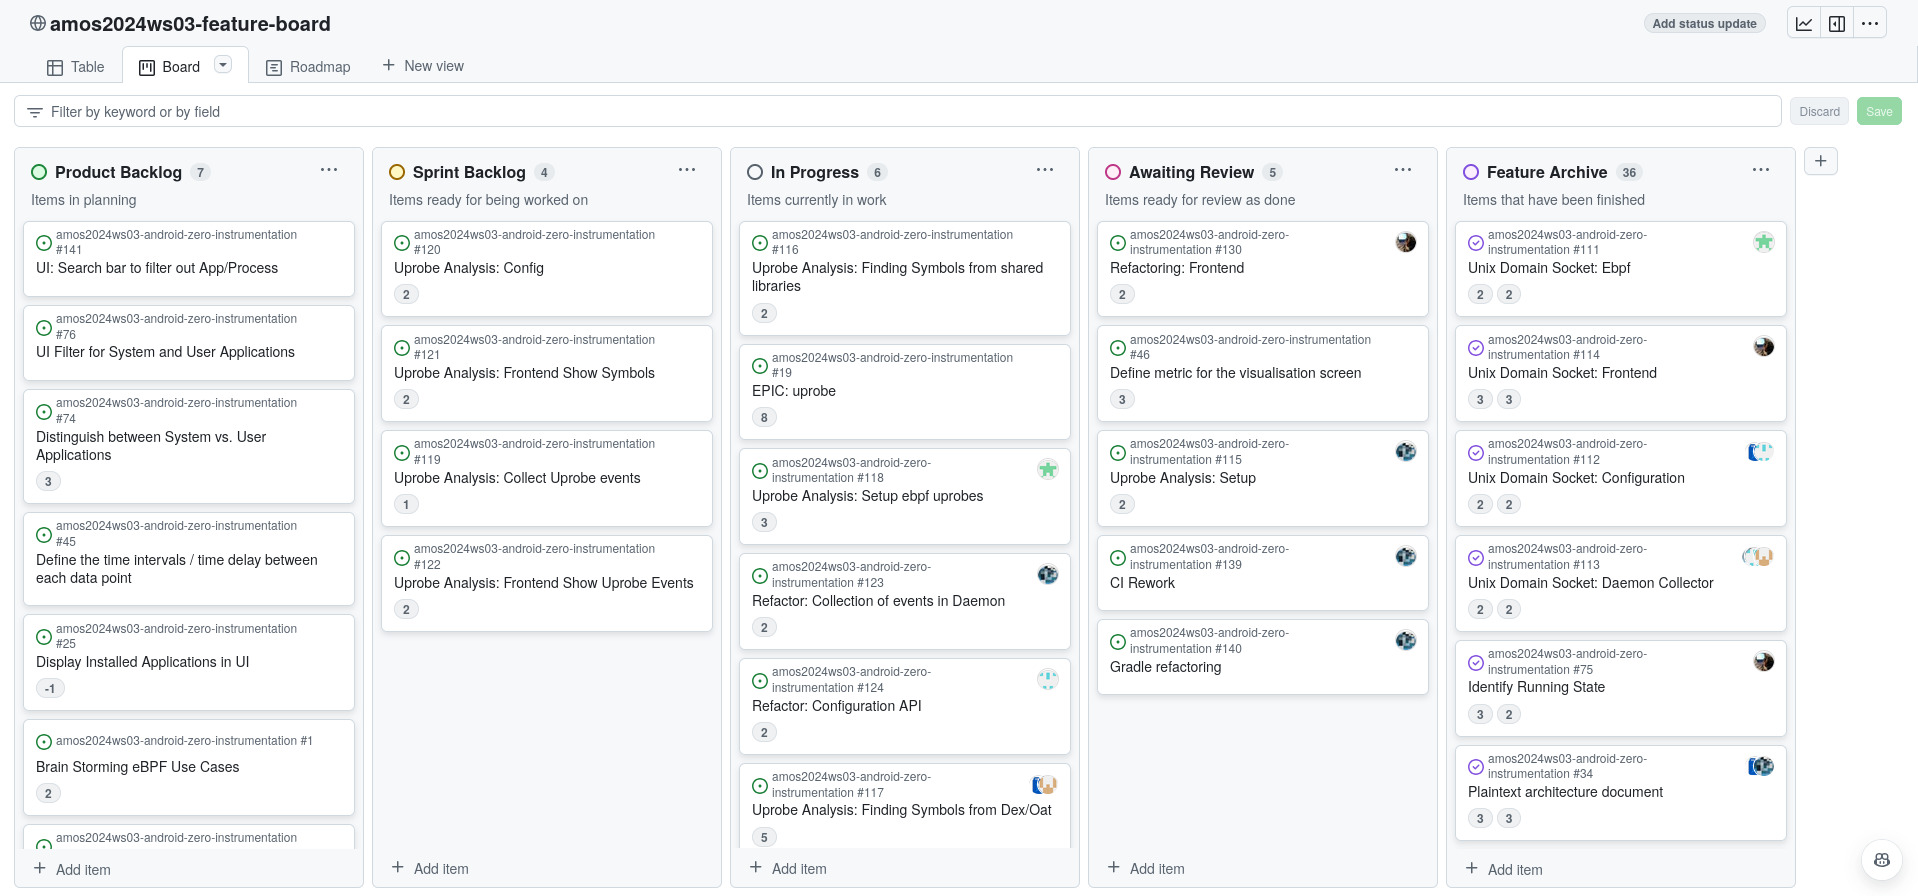 amos2024ws03-feature-board
Add status update
Table
Board
Roadmap
New view
Filter by keyword or by field
Discard
Save
Product Backlog 7
Items in planning
amos2024ws03-android-zero-instrumentation
#141
UI: Search bar to filter out App/Process
amos2024ws03-android-zero-instrumentation
#76
UI Filter for System and User Applications
amos2024ws03-android-zero-instrumentation
#74
Distinguish between System vs. User
Applications
3
amos2024ws03-android-zero-instrumentation
#45
Define the time intervals / time delay between
each data point
amos2024ws03-android-zero-instrumentation
#25
Display Installed Applications in UI
-1
amos2024ws03-android-zero-instrumentation #1
Brain Storming eBPF Use Cases
2
amos2024ws03-android-zero-instrumentation
Add item
Sprint Backlog 4
Items ready for being worked on
amos2024ws03-android-zero-instrumentation
#120
Uprobe Analysis: Config
2
amos2024ws03-android-zero-instrumentation
#121
Uprobe Analysis: Frontend Show Symbols
2
amos2024ws03-android-zero-instrumentation
#119
Uprobe Analysis: Collect Uprobe events
1
amos2024ws03-android-zero-instrumentation
#122
Uprobe Analysis: Frontend Show Uprobe Events
2
Add item
In Progress 6
Items currently in work
amos2024ws03-android-zero-instrumentation
#116
Uprobe Analysis: Finding Symbols from shared
libraries
2
amos2024ws03-android-zero-instrumentation
#19
EPIC: uprobe
8
amos2024ws03-android-zero-
instrumentation #118
Uprobe Analysis: Setup ebpf uprobes
3
amos2024ws03-android-zero-
instrumentation #123
Refactor: Collection of events in Daemon
2
amos2024ws03-android-zero-
instrumentation #124
Refactor: Configuration API
2
amos2024ws03-android-zero-
instrumentation #117
Uprobe Analysis: Finding Symbols from Dex/Oat
5
Add item
Awaiting Review 5
Items ready for review as done
amos2024ws03-android-zero-
instrumentation #130
Refactoring: Frontend
2
amos2024ws03-android-zero-instrumentation
#46
Define metric for the visualisation screen
3
amos2024ws03-android-zero-
instrumentation #115
Uprobe Analysis: Setup
2
amos2024ws03-android-zero-
instrumentation #139
CI Rework
amos2024ws03-android-zero-
instrumentation #140
Gradle refactoring
Add item
Feature Archive 36
Items that have been finished
amos2024ws03-android-zero-
instrumentation #111
Unix Domain Socket: Ebpf
2 2
amos2024ws03-android-zero-
instrumentation #114
Unix Domain Socket: Frontend
3 3
amos2024ws03-android-zero-
instrumentation #112
Unix Domain Socket: Configuration
2 2
amos2024ws03-android-zero-
instrumentation #113
Unix Domain Socket: Daemon Collector
2 2
amos2024ws03-android-zero-
instrumentation #75
Identify Running State
3 2
amos2024ws03-android-zero-
instrumentation #34
Plaintext architecture document
3 3
Add item